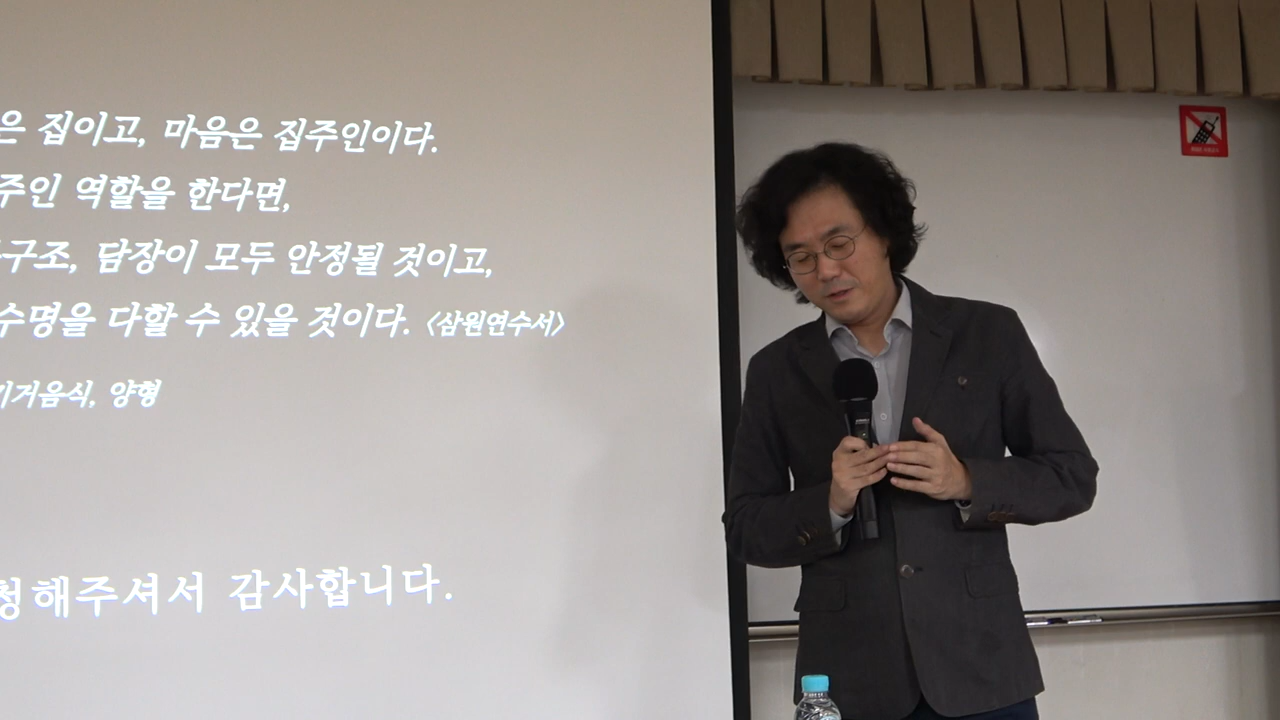 은 집이고, 마음은 집주인이다.
주인 역할을 한다면,
구조, 담장이 모두 안정될 것이고,
수명을 다할 수 있을 것이다. <삼원연수서>
기거음식, 양형
청해주셔서 감사합니다.